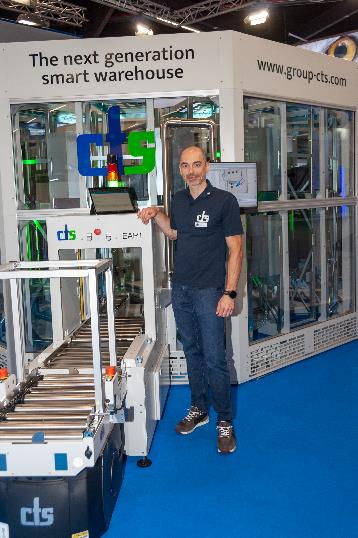 The next generation
smart warehouse
www.group-cts.com
cts
cts
cts
cts